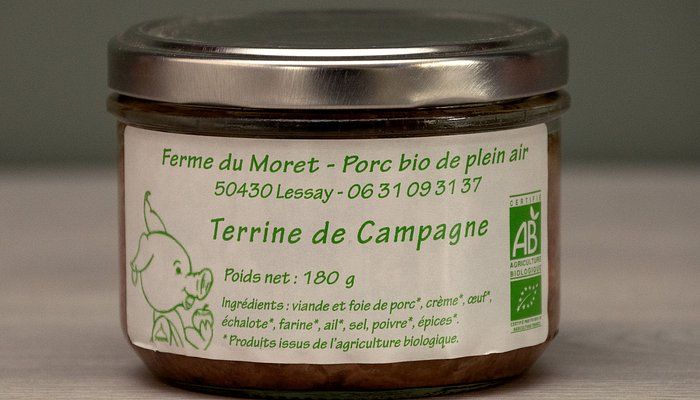 Ferme du Moret - Porc bio de plein air
50430 Lessay - 06 31 09 31 37
Terrine de Campagne
Poids net : 180 g
Ingrédients : viande et foie de porc*, crème*, œuf*,
échalote*, farine*, ail*, sel, poivre*, épices*.
*Produits issus de l'agriculture biologique.
CERTIFIÉ
AB
AGRICULTURE
BIOLOGIQUE